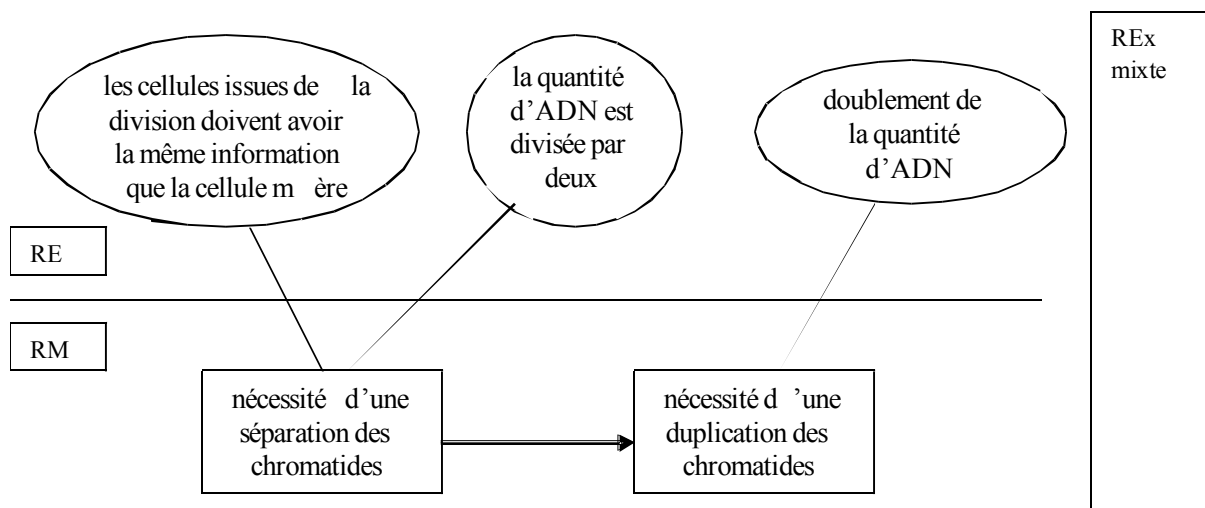 les cellules issues de la
division doivent avoir
la même information
que la cellule m ère
la quantité
d’ADN est
divisée par
deux
doublement de
la quantité
d’ADN
REx
mixte
RE
RM
nécessité d’une
séparation des
chromatides
nécessité d ’une
duplication des
chromatides